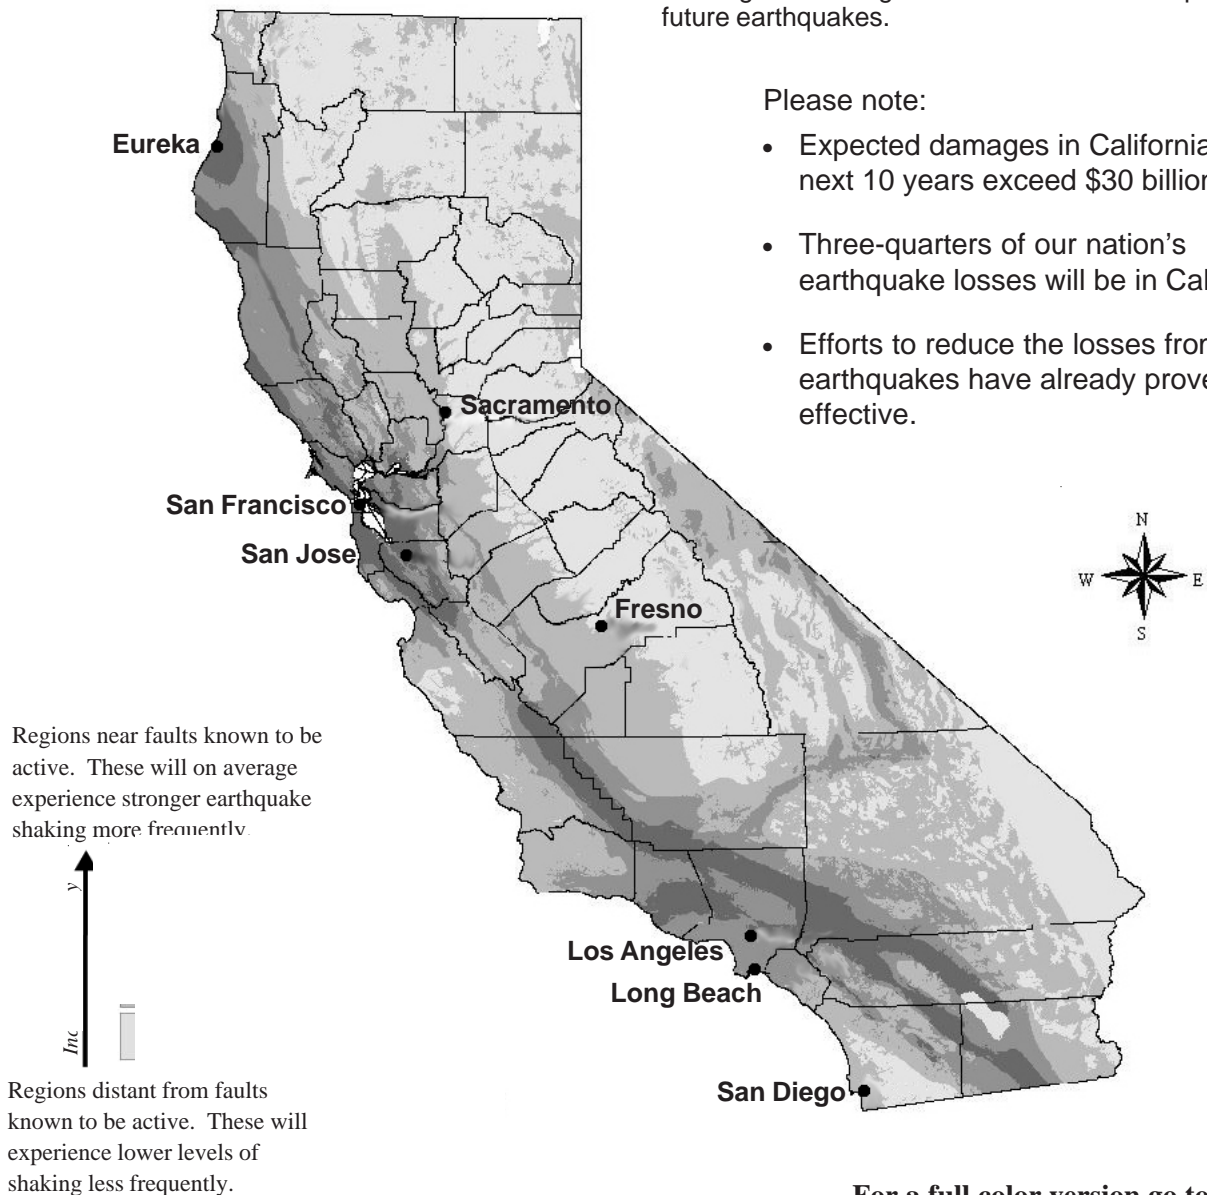 future earthquakes.
Please note:
• Expected damages in California
next 10 years exceed $30 billion
• Three-quarters of our nation's
earthquake losses will be in Cal
• Efforts to reduce the losses from
earthquakes have already prove
effective.
Eureka
Sacramento
San Francisco
San Jose
Fresno
N
W E
S
Regions near faults known to be
active. These will on average
experience stronger earthquake
shaking more frequently.
y
Inc
Los Angeles
Long Beach
San Diego
Regions distant from faults
known to be active. These will
experience lower levels of
shaking less frequently.
For a full color version go to